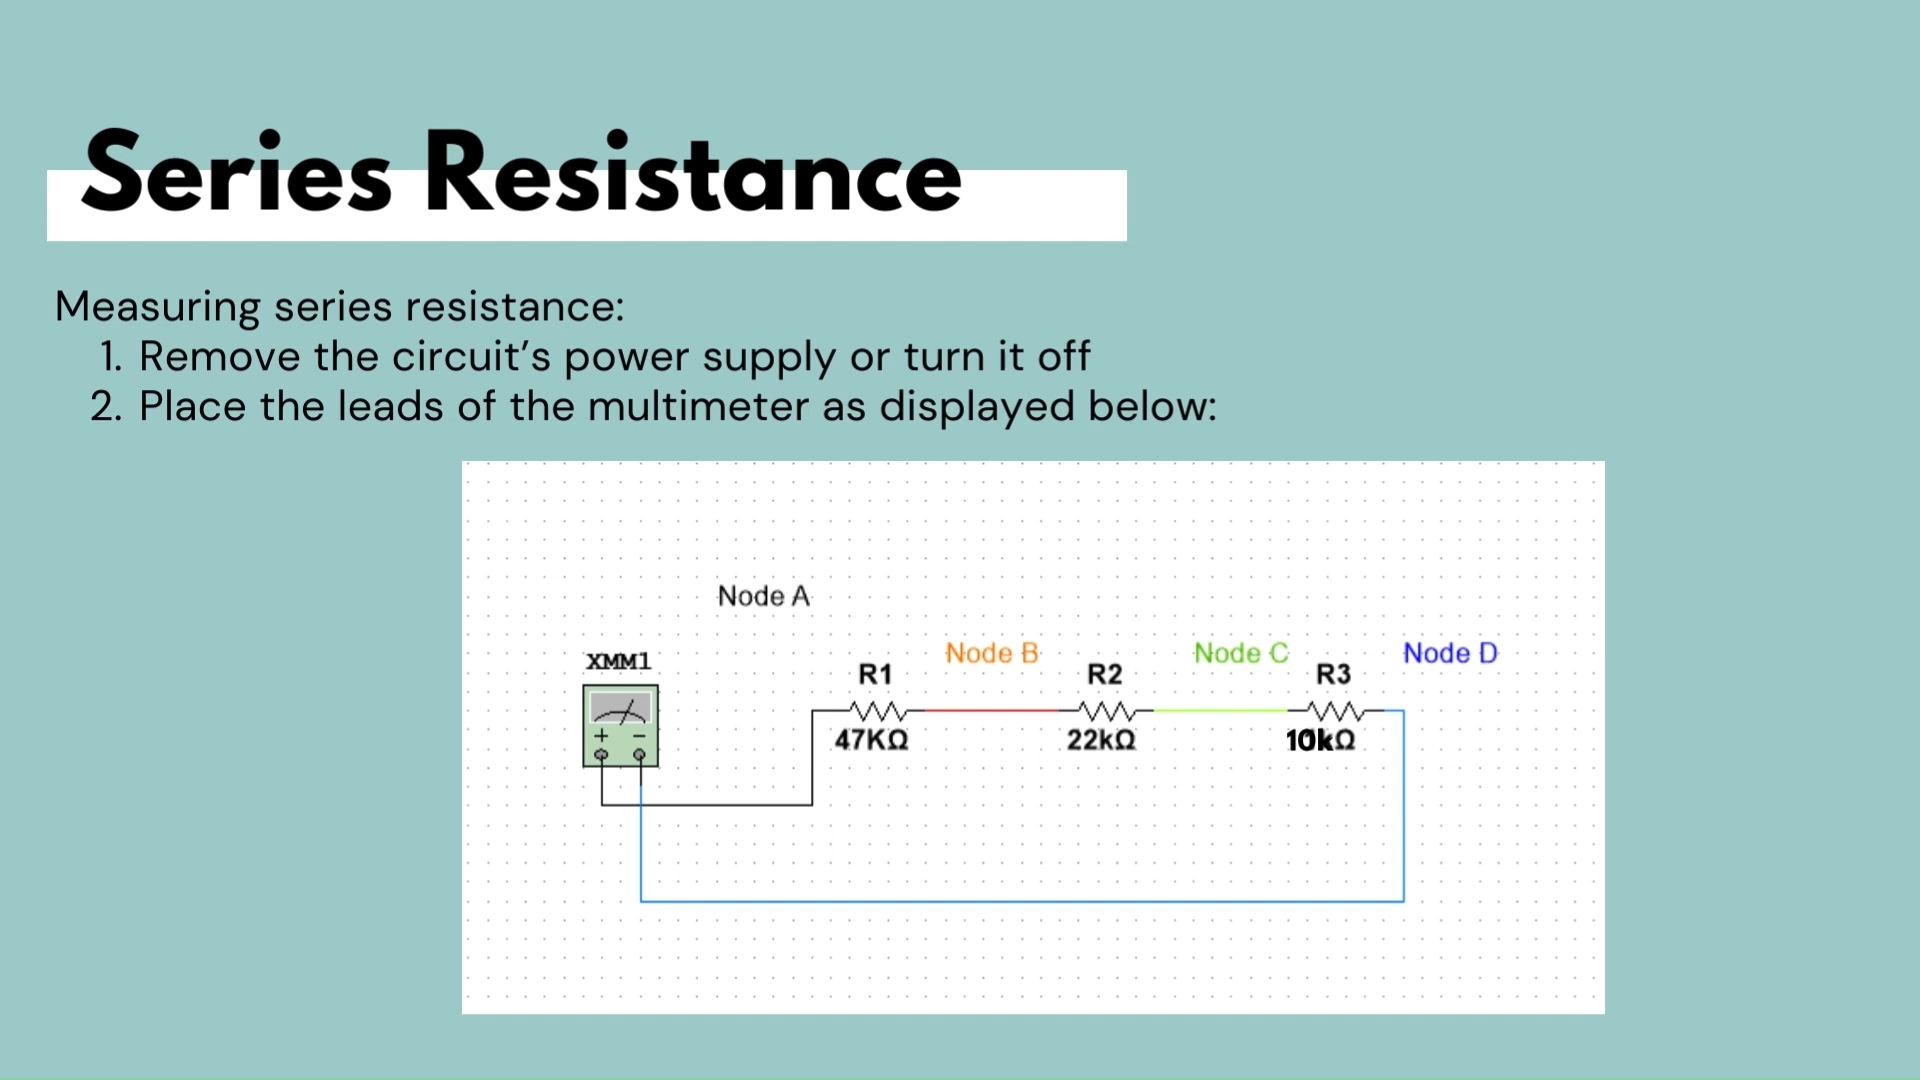 Series Resistance
Measuring series resistance:
1. Remove the circuit’s power supply or turn it off
2. Place the leads of the multimeter as displayed below:
Node A
Node B
Node C
Node D
XMM1
R1
R2
R3
+ −
47KΩ
22kΩ
10kΩ